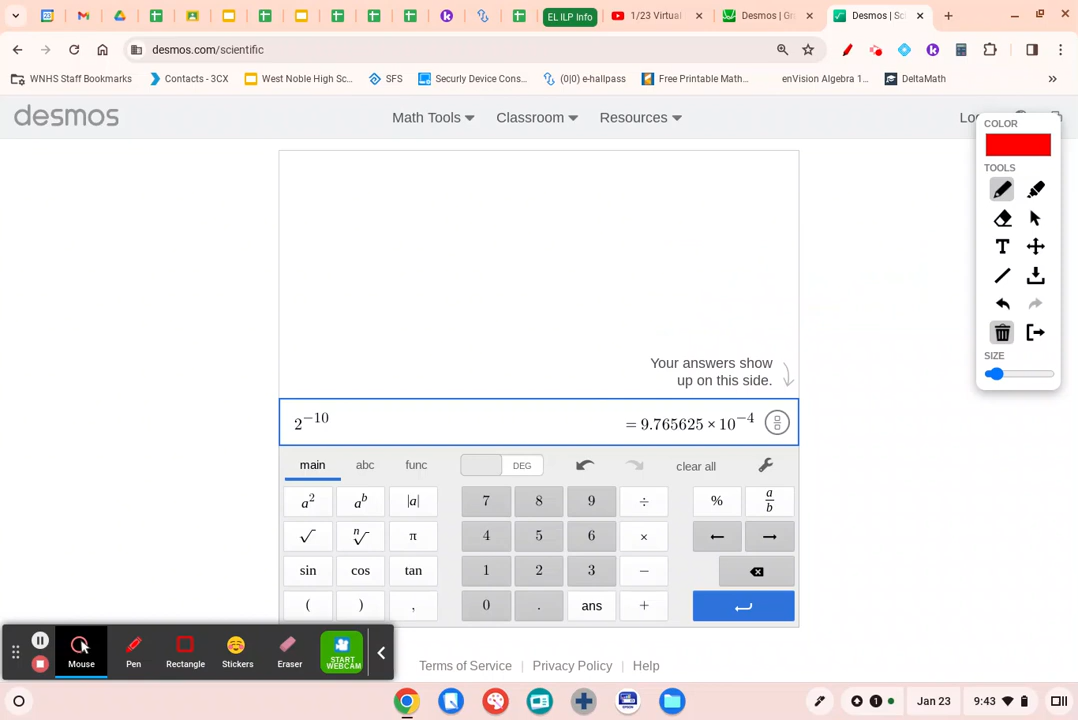 EL ILP Info
1/23 Virtual
Desmos | Gr
Desmos | Sc
desmos.com/scientific
WNHS Staff Bookmarks
Contacts - 3CX
West Noble High Sc...
SFS
Securly Device Cons...
(0|0) e-hallpass
Free Printable Math...
enVision Algebra 1...
DeltaMath
desmos
Math Tools
Classroom
Resources
COLOR
TOOLS
T
SIZE
Your answers show
up on this side.
2⁻¹⁰ = 9.765625 × 10⁻⁴
main abc func DEG clear all
a² aᵇ |a| 7 8 9 ÷ % a/b
√ ⁿ√ π 4 5 6 × ← →
sin cos tan 1 2 3 −
( ) , 0 . ans +
Mouse
Pen
Rectangle
Stickers
Eraser
START
WEBCAM
Terms of Service | Privacy Policy | Help
1
Jan 23
9:43